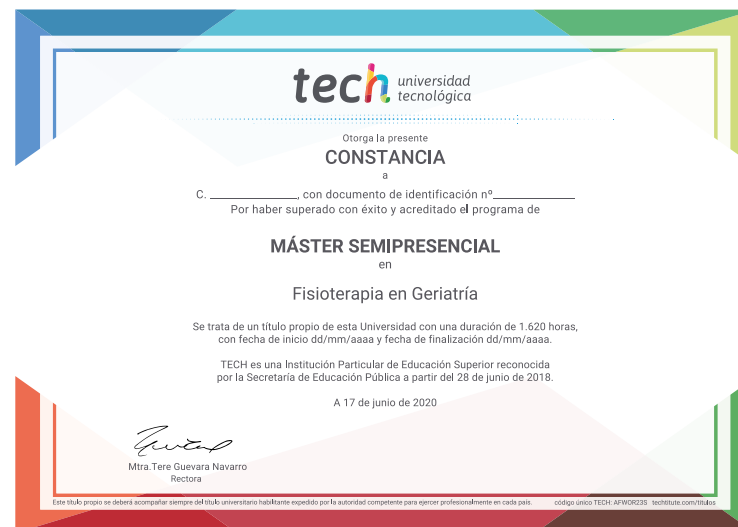 tech universidad
tecnológica
Otorga la presente
CONSTANCIA
a
C. ______________, con documento de identificación nº______________
Por haber superado con éxito y acreditado el programa de
MÁSTER SEMIPRESENCIAL
en
Fisioterapia en Geriatría
Se trata de un título propio de esta Universidad con una duración de 1.620 horas,
con fecha de inicio dd/mm/aaaa y fecha de finalización dd/mm/aaaa.
TECH es una Institución Particular de Educación Superior reconocida
por la Secretaría de Educación Pública a partir del 28 de junio de 2018.
A 17 de junio de 2020
Mtra.Tere Guevara Navarro
Rectora
Este título propio se deberá acompañar siempre del título universitario habilitante expedido por la autoridad competente para ejercer profesionalmente en cada país. código único TECH: AFWOR23S techtitute.com/títulos